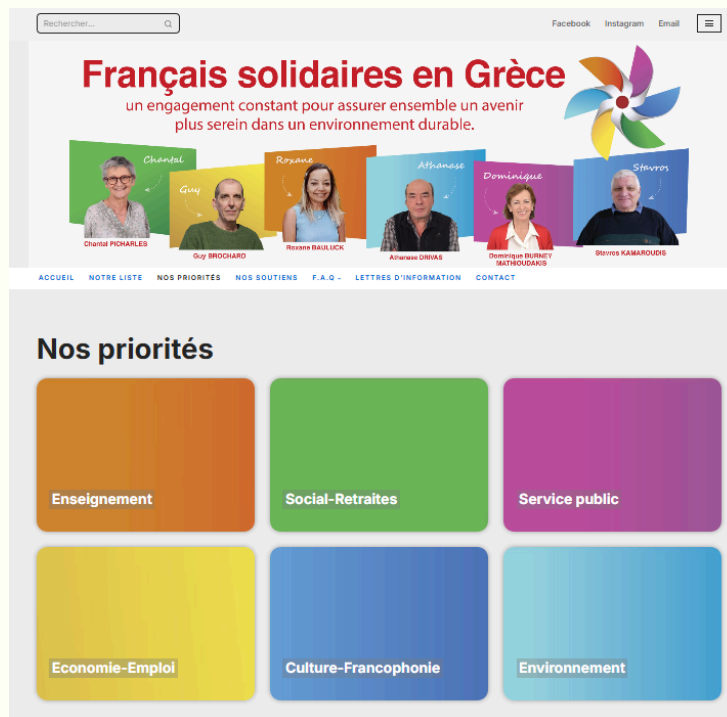 Rechercher...
Facebook Instagram Email
Français solidaires en Grèce
un engagement constant pour assurer ensemble un avenir
plus serein dans un environnement durable.
Chantal
Guy
Roxane
Athanase
Dominique
Stavros
Chantal PICHARLES
Guy BROCHARD
Roxane BAULUCK
Athanase DRIVAS
Dominique BURNEY
MATHIOUDAKIS
Stavros KAMAROUDIS
ACCUEIL NOTRE LISTE NOS PRIORITÉS NOS SOUTIENS F.A.Q – LETTRES D'INFORMATION CONTACT
Nos priorités
Enseignement
Social-Retraites
Service public
Economie-Emploi
Culture-Francophonie
Environnement